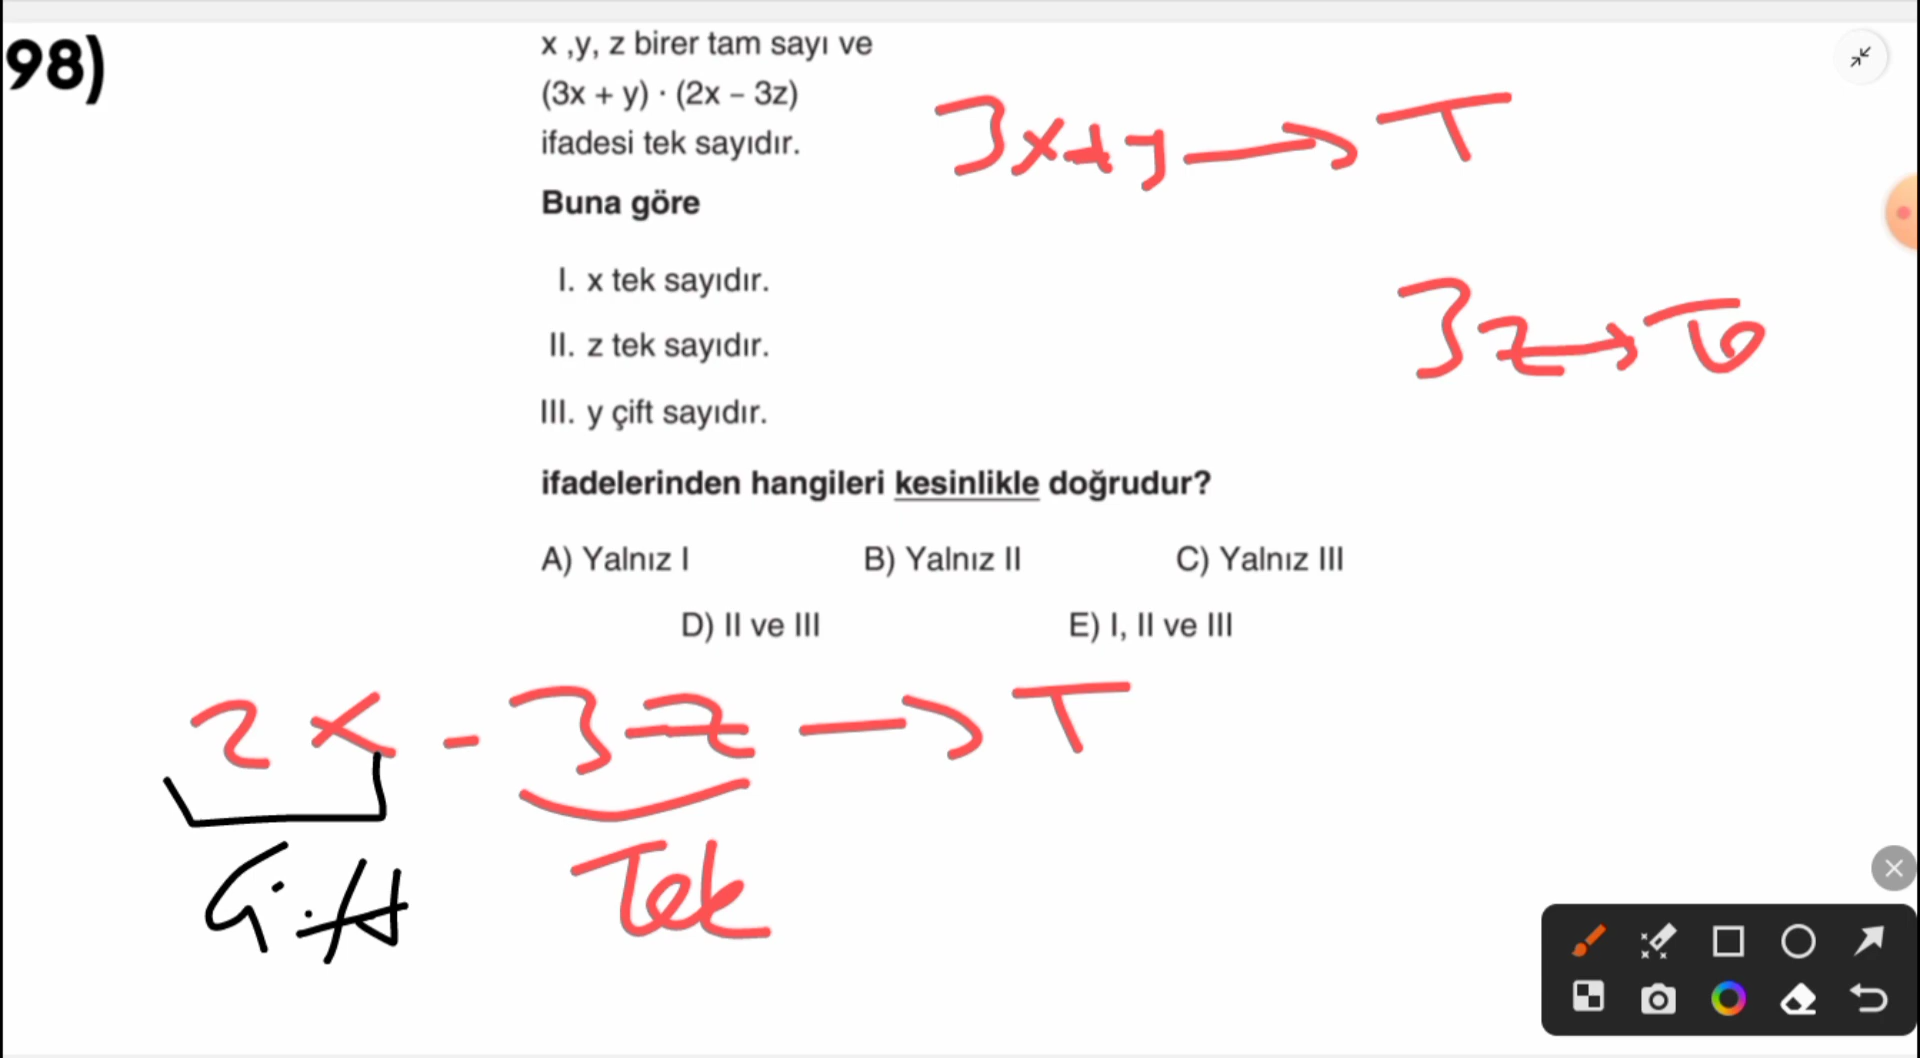 98)
x ,y, z birer tam sayı ve
(3x + y) · (2x – 3z)
ifadesi tek sayıdır.
3x+y → T
Buna göre
I. x tek sayıdır.
3z → Te
II. z tek sayıdır.
III. y çift sayıdır.
ifadelerinden hangileri kesinlikle doğrudur?
A) Yalnız I B) Yalnız II C) Yalnız III
D) II ve III E) I, II ve III
2x - 3z → T
Çift Tek